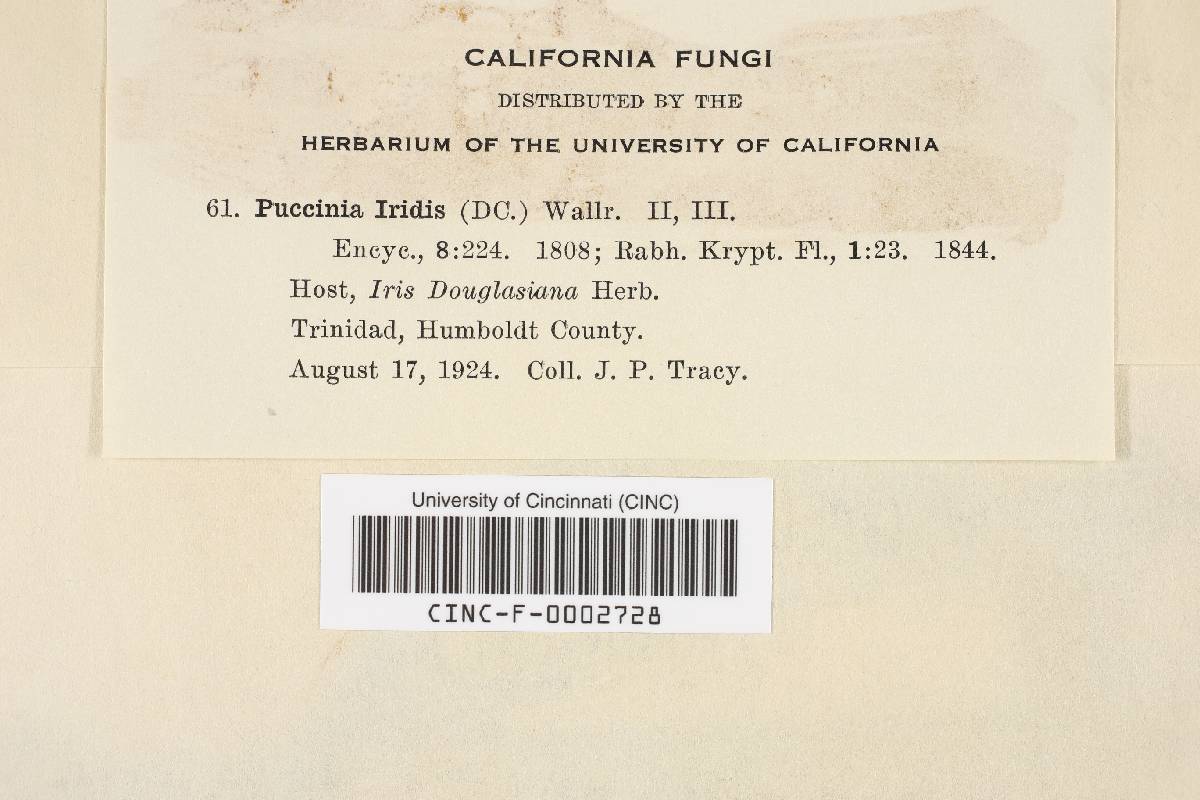 CALIFORNIA FUNGI
DISTRIBUTED BY THE
HERBARIUM OF THE UNIVERSITY OF CALIFORNIA
61. Puccinia Iridis (DC.) Wallr. II, III.
Encyc., 8:224. 1808; Rabh. Krypt. Fl., 1:23. 1844.
Host, Iris Douglasiana Herb.
Trinidad, Humboldt County.
August 17, 1924. Coll. J. P. Tracy.
University of Cincinnati (CINC)
CINC-F-0002728